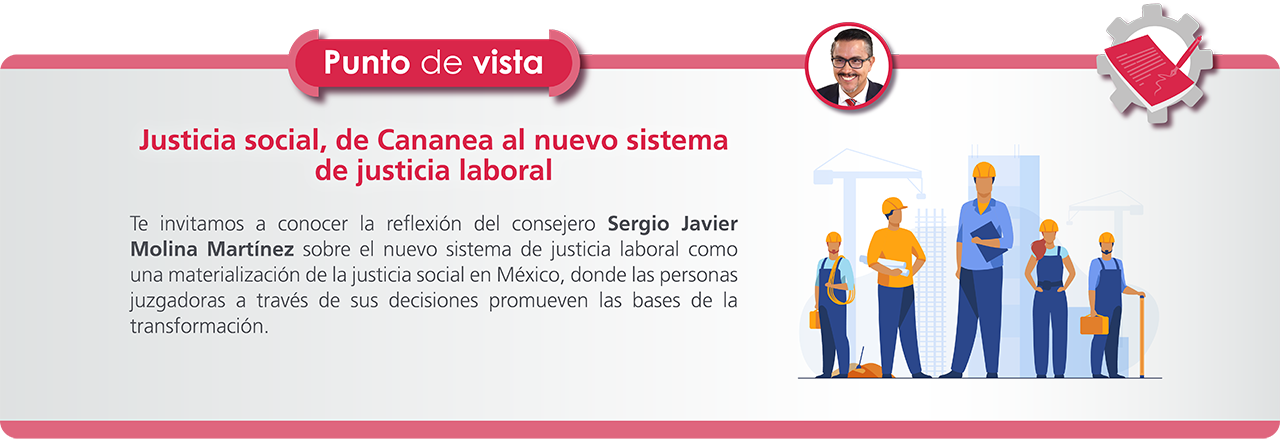 Punto de vista
Justicia social, de Cananea al nuevo sistema
de justicia laboral
Te invitamos a conocer la reflexión del consejero Sergio Javier
Molina Martínez sobre el nuevo sistema de justicia laboral como
una materialización de la justicia social en México, donde las personas
juzgadoras a través de sus decisiones promueven las bases de la
transformación.